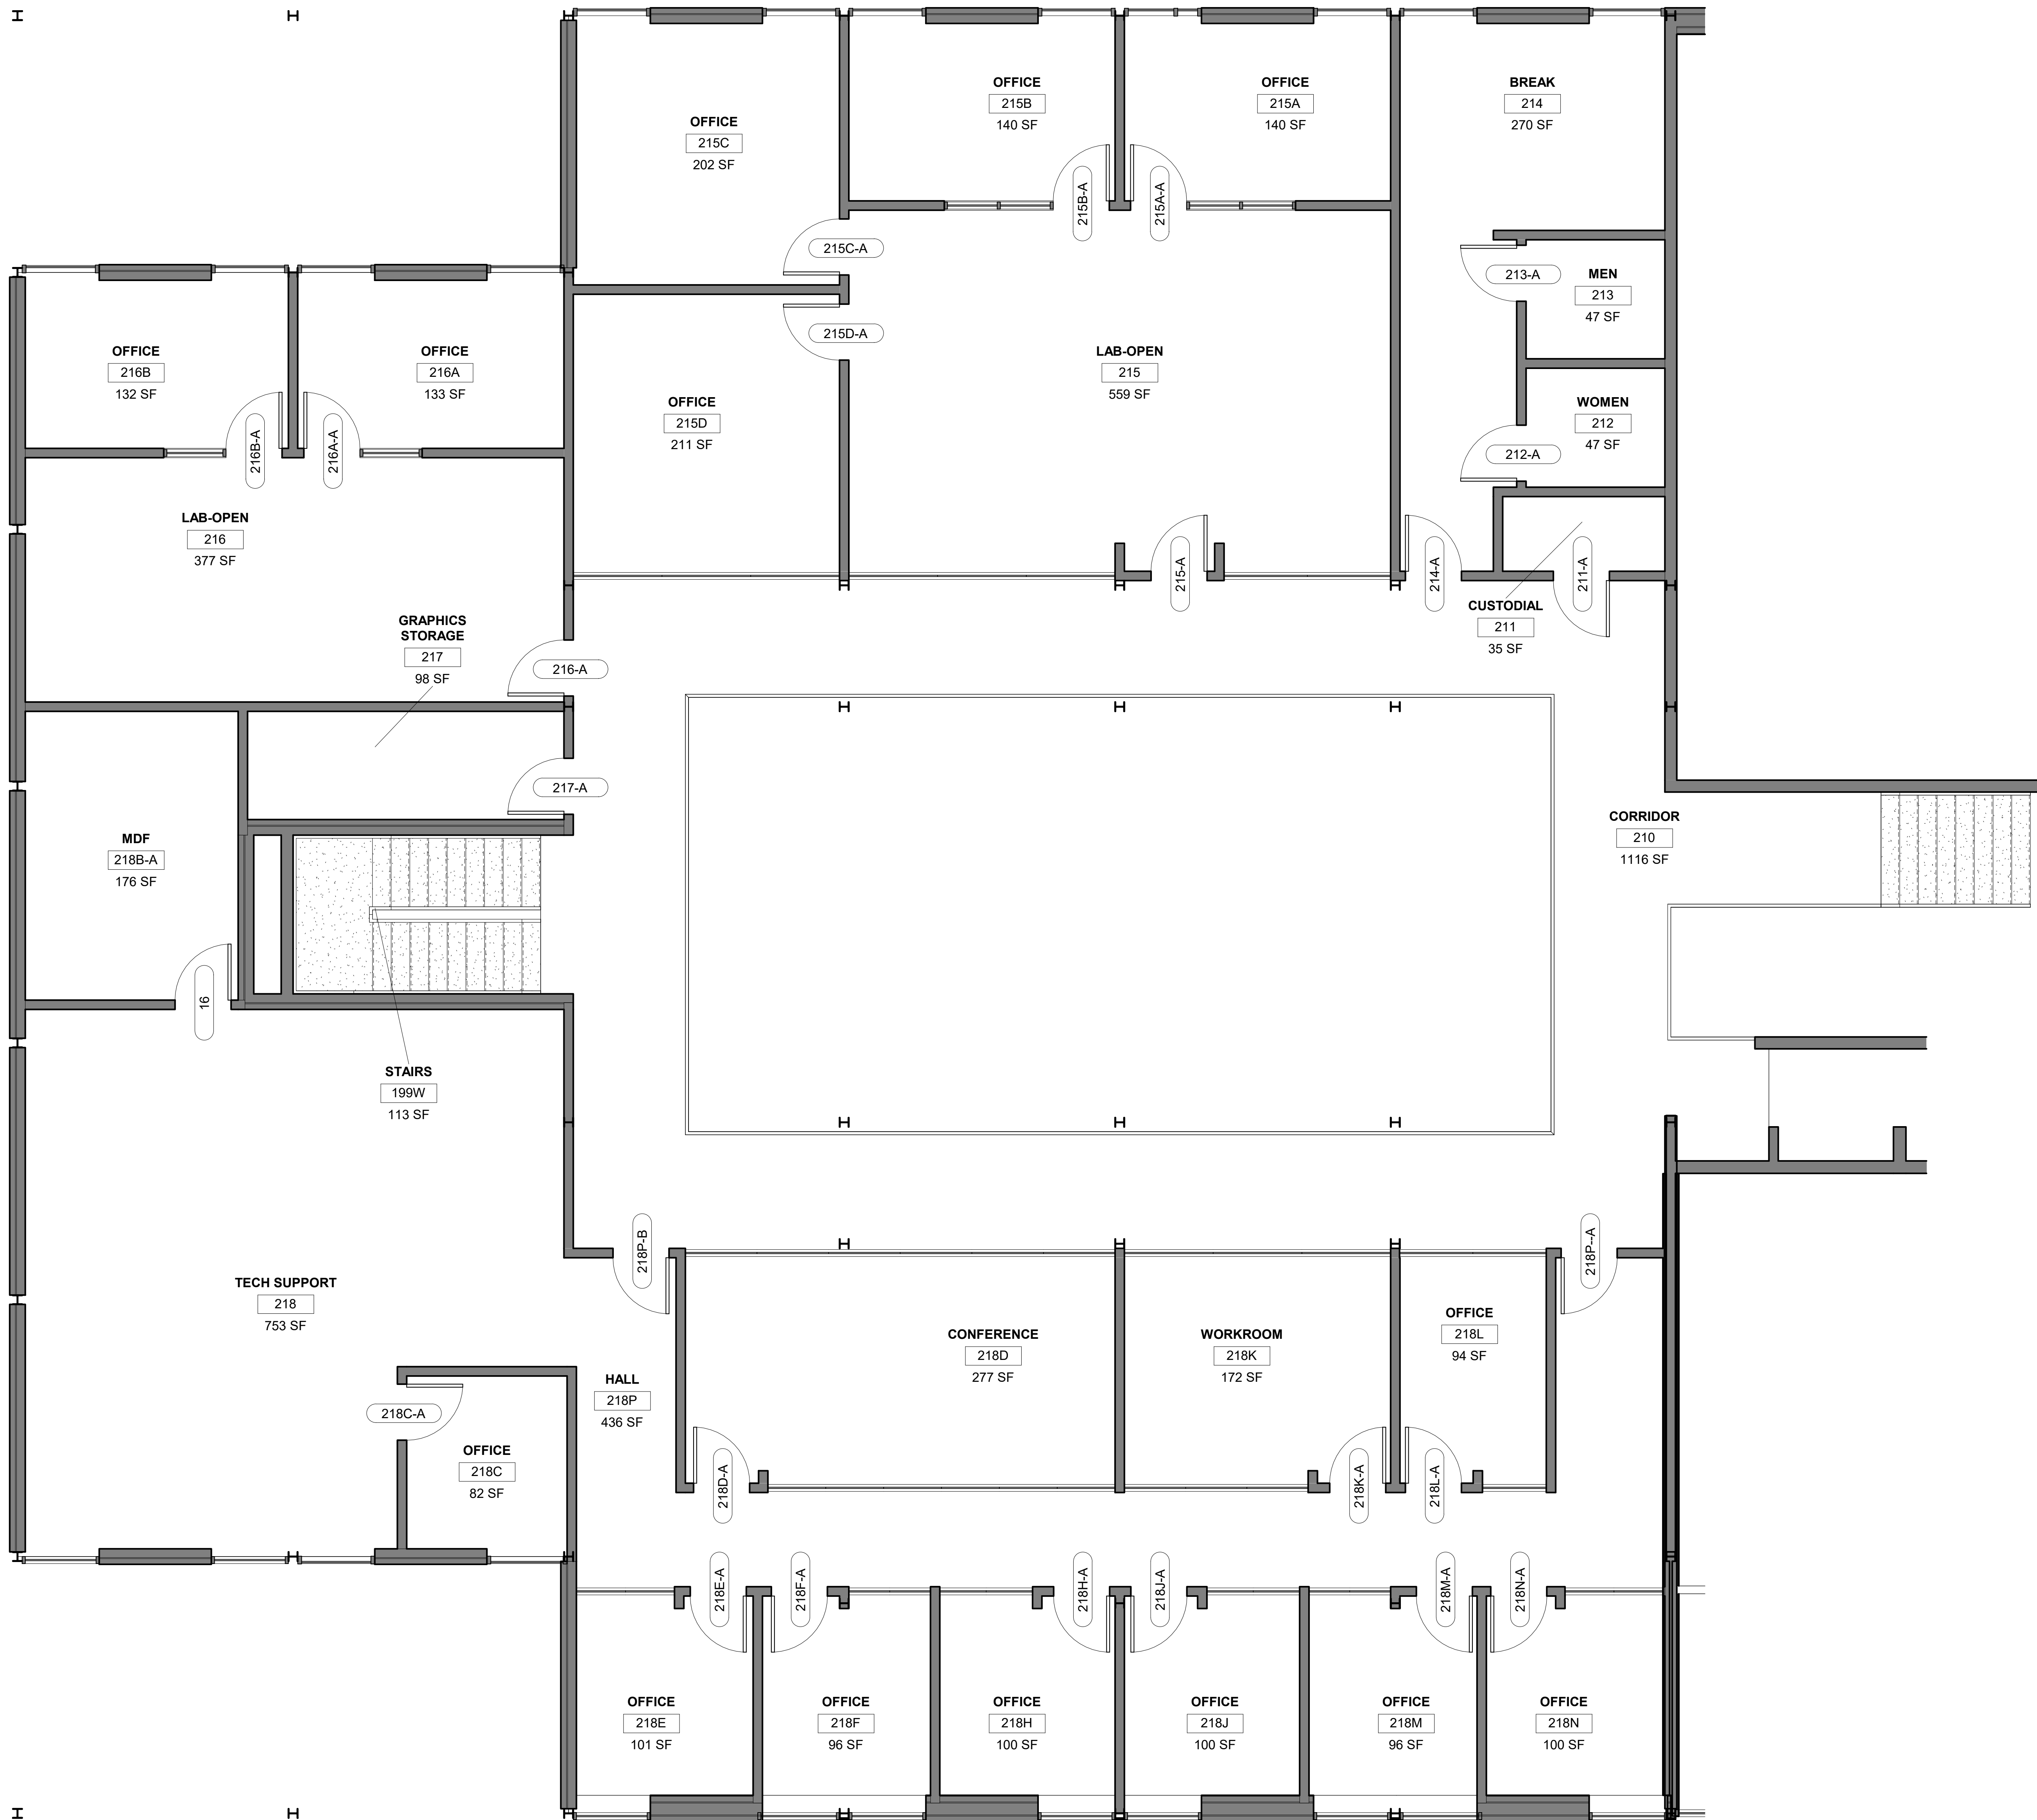 OFFICE
215B
140 SF
OFFICE
215A
140 SF
BREAK
214
270 SF
OFFICE
215C
202 SF
215B-A
215A-A
215C-A
213-A
MEN
213
47 SF
215D-A
OFFICE
216B
132 SF
OFFICE
216A
133 SF
LAB-OPEN
215
559 SF
OFFICE
215D
211 SF
WOMEN
212
47 SF
216B-A
216A-A
212-A
LAB-OPEN
216
377 SF
215-A
214-A
211-A
CUSTODIAL
211
35 SF
GRAPHICS
STORAGE
217
98 SF
216-A
217-A
MDF
218B-A
176 SF
CORRIDOR
210
1116 SF
16
STAIRS
199W
113 SF
218P-B
218P--A
TECH SUPPORT
218
753 SF
CONFERENCE
218D
277 SF
WORKROOM
218K
172 SF
OFFICE
218L
94 SF
HALL
218P
436 SF
218C-A
OFFICE
218C
82 SF
218D-A
218K-A
218L-A
218E-A
218F-A
218H-A
218J-A
218M-A
218N-A
OFFICE
218E
101 SF
OFFICE
218F
96 SF
OFFICE
218H
100 SF
OFFICE
218J
100 SF
OFFICE
218M
96 SF
OFFICE
218N
100 SF